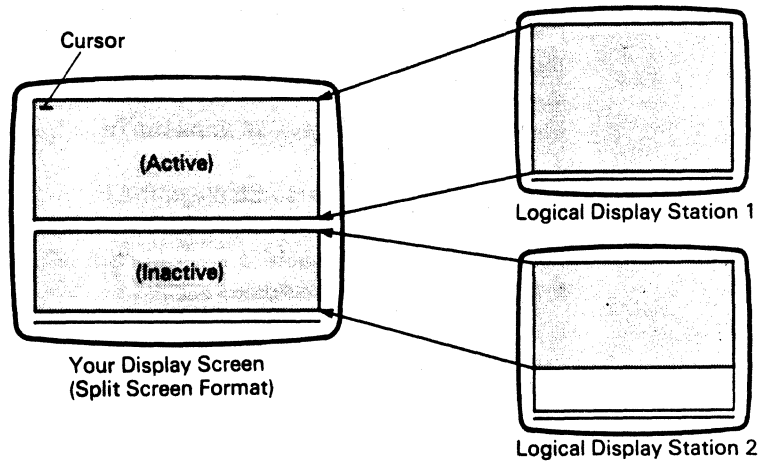 Cursor
(Active)
(Inactive)
Your Display Screen
(Split Screen Format)
Logical Display Station 1
Logical Display Station 2